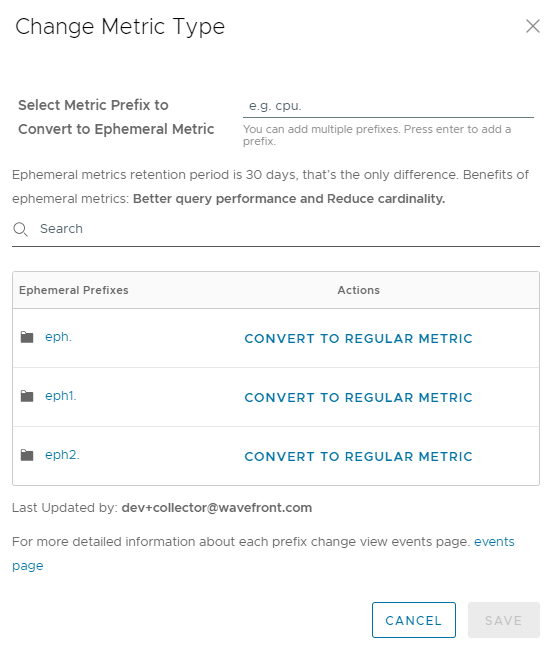 Change Metric Type
Select Metric Prefix to
Convert to Ephemeral Metric
e.g. cpu.
You can add multiple prefixes. Press enter to add a
prefix.
Ephemeral metrics retention period is 30 days, that's the only difference. Benefits of
ephemeral metrics: Better query performance and Reduce cardinality.
Search
Ephemeral Prefixes Actions
eph. CONVERT TO REGULAR METRIC
eph1. CONVERT TO REGULAR METRIC
eph2. CONVERT TO REGULAR METRIC
Last Updated by: dev+collector@wavefront.com
For more detailed information about each prefix change view events page. events
page
CANCEL SAVE